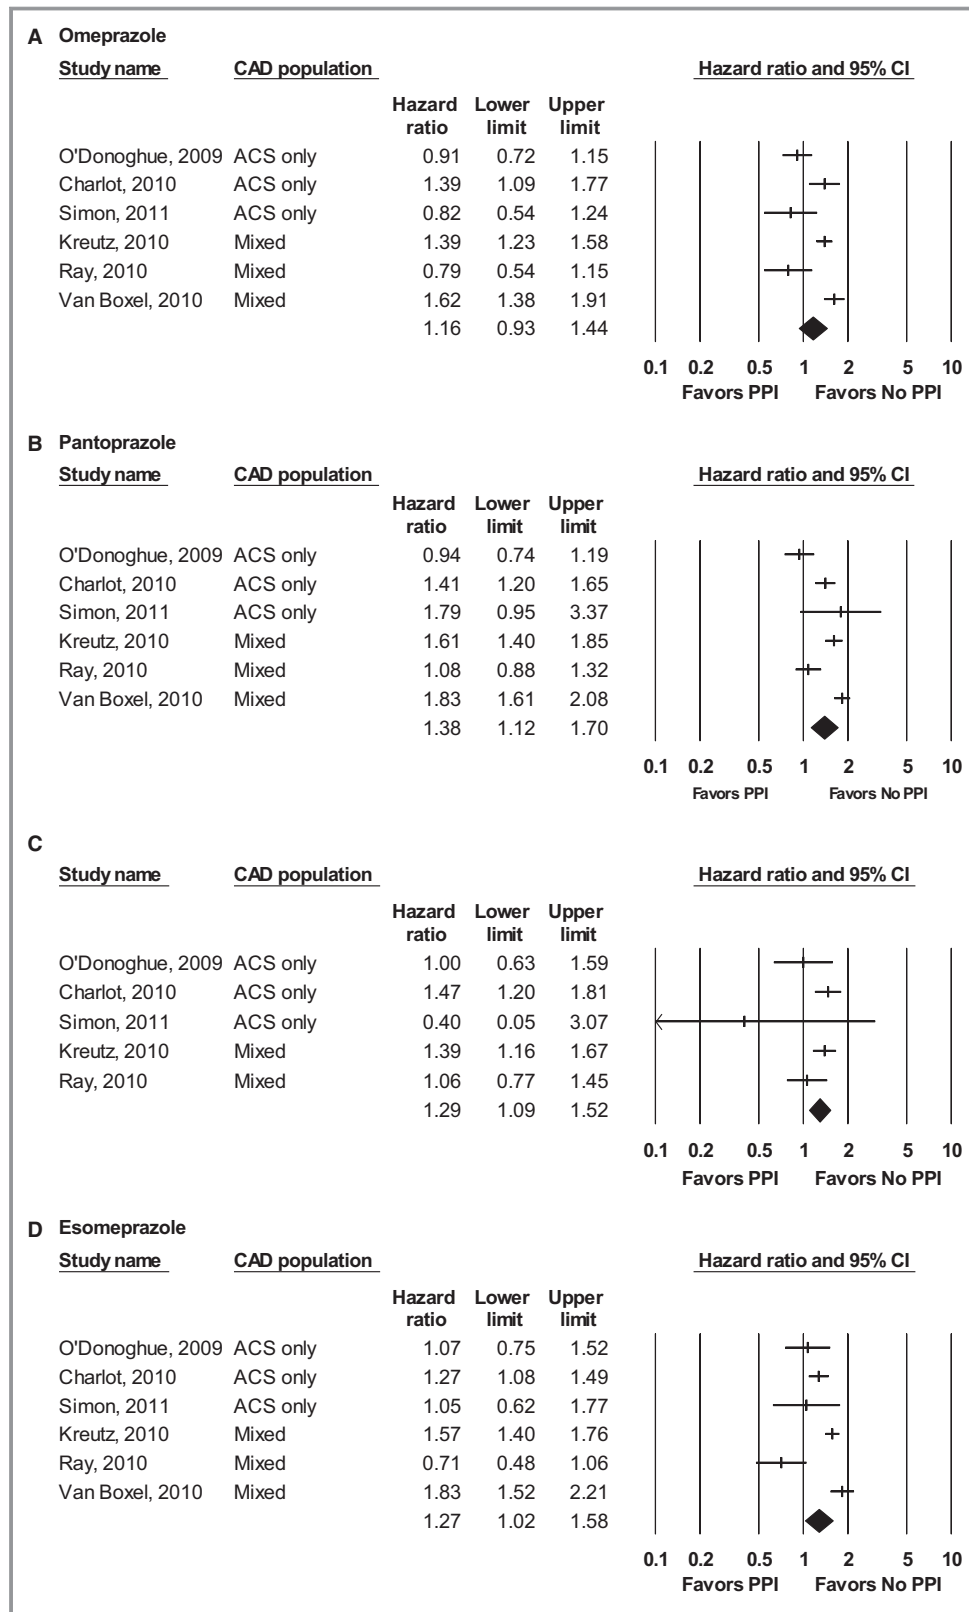 A Omeprazole
Study name CAD population Hazard ratio and 95% CI
Hazard Lower Upper
ratio limit limit
O'Donoghue, 2009 ACS only 0.91 0.72 1.15
Charlot, 2010 ACS only 1.39 1.09 1.77
Simon, 2011 ACS only 0.82 0.54 1.24
Kreutz, 2010 Mixed 1.39 1.23 1.58
Ray, 2010 Mixed 0.79 0.54 1.15
Van Boxel, 2010 Mixed 1.62 1.38 1.91
1.16 0.93 1.44
0.1 0.2 0.5 1 2 5 10
Favors PPI Favors No PPI
B Pantoprazole
Study name CAD population Hazard ratio and 95% CI
Hazard Lower Upper
ratio limit limit
O'Donoghue, 2009 ACS only 0.94 0.74 1.19
Charlot, 2010 ACS only 1.41 1.20 1.65
Simon, 2011 ACS only 1.79 0.95 3.37
Kreutz, 2010 Mixed 1.61 1.40 1.85
Ray, 2010 Mixed 1.08 0.88 1.32
Van Boxel, 2010 Mixed 1.83 1.61 2.08
1.38 1.12 1.70
0.1 0.2 0.5 1 2 5 10
Favors PPI Favors No PPI
C
Study name CAD population Hazard ratio and 95% CI
Hazard Lower Upper
ratio limit limit
O'Donoghue, 2009 ACS only 1.00 0.63 1.59
Charlot, 2010 ACS only 1.47 1.20 1.81
Simon, 2011 ACS only 0.40 0.05 3.07
Kreutz, 2010 Mixed 1.39 1.16 1.67
Ray, 2010 Mixed 1.06 0.77 1.45
1.29 1.09 1.52
0.1 0.2 0.5 1 2 5 10
Favors PPI Favors No PPI
D Esomeprazole
Study name CAD population Hazard ratio and 95% CI
Hazard Lower Upper
ratio limit limit
O'Donoghue, 2009 ACS only 1.07 0.75 1.52
Charlot, 2010 ACS only 1.27 1.08 1.49
Simon, 2011 ACS only 1.05 0.62 1.77
Kreutz, 2010 Mixed 1.57 1.40 1.76
Ray, 2010 Mixed 0.71 0.48 1.06
Van Boxel, 2010 Mixed 1.83 1.52 2.21
1.27 1.02 1.58
0.1 0.2 0.5 1 2 5 10
Favors PPI Favors No PPI